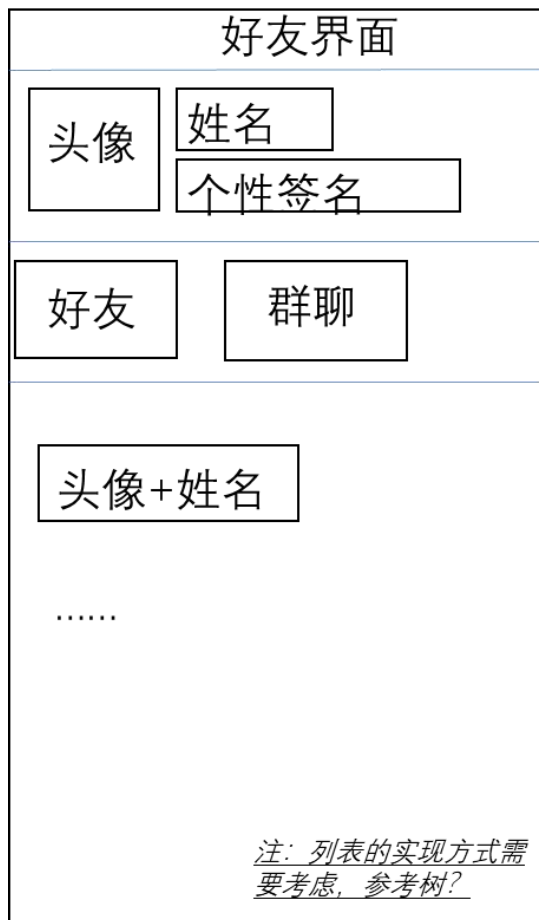 好友界面
头像
姓名
个性签名
好友
群聊
头像+姓名
……
注：列表的实现方式需
要考虑，参考树？